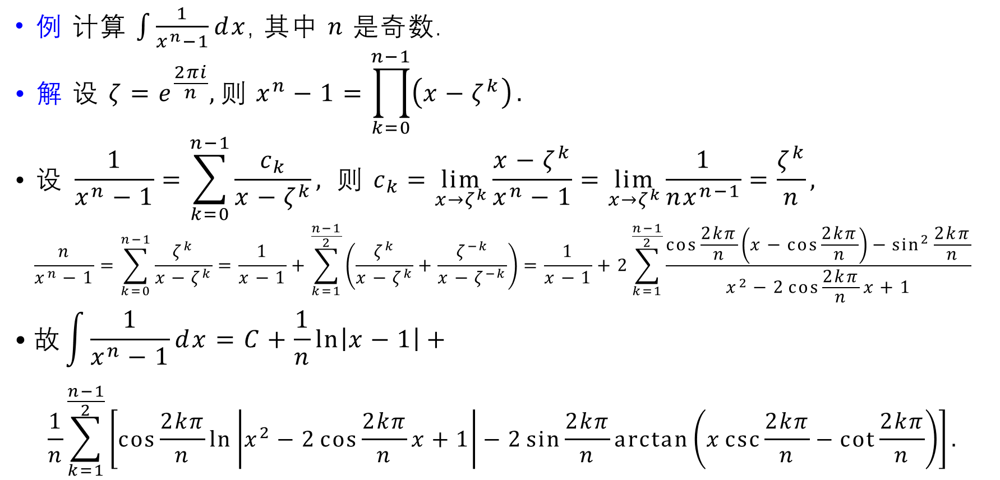 • 例 计算 $\int \frac{1}{x^n-1} dx$, 其中 $n$ 是奇数.
• 解 设 $\zeta = e^{\frac{2\pi i}{n}}$, 则 $x^n - 1 = \prod_{k=0}^{n-1} (x - \zeta^k)$.
• 设 $\frac{1}{x^n-1} = \sum_{k=0}^{n-1} \frac{c_k}{x-\zeta^k}$, 则 $c_k = \lim_{x\to\zeta^k} \frac{x-\zeta^k}{x^n-1} = \lim_{x\to\zeta^k} \frac{1}{nx^{n-1}} = \frac{\zeta^k}{n}$,
$\frac{n}{x^n-1} = \sum_{k=0}^{n-1} \frac{\zeta^k}{x-\zeta^k} = \frac{1}{x-1} + \sum_{k=1}^{\frac{n-1}{2}} \left( \frac{\zeta^k}{x-\zeta^k} + \frac{\zeta^{-k}}{x-\zeta^{-k}} \right) = \frac{1}{x-1} + 2 \sum_{k=1}^{\frac{n-1}{2}} \frac{\cos\frac{2k\pi}{n}\left(x-\cos\frac{2k\pi}{n}\right)-\sin^2\frac{2k\pi}{n}}{x^2-2\cos\frac{2k\pi}{n}x+1}$
• 故 $\int \frac{1}{x^n-1} dx = C + \frac{1}{n} \ln|x-1| +$
$\frac{1}{n} \sum_{k=1}^{\frac{n-1}{2}} \left[ \cos\frac{2k\pi}{n} \ln\left|x^2-2\cos\frac{2k\pi}{n}x+1\right| - 2\sin\frac{2k\pi}{n} \arctan\left(x\csc\frac{2k\pi}{n}-\cot\frac{2k\pi}{n}\right) \right]$.